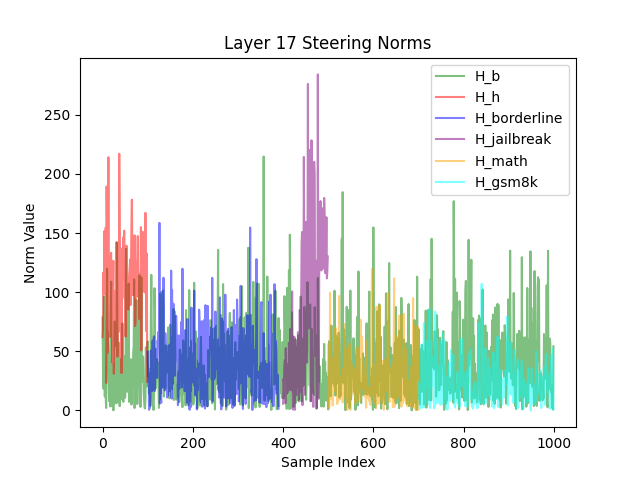 Layer 17 Steering Norms
H_b
H_h
H_borderline
H_jailbreak
H_math
H_gsm8k
Norm Value
250
200
150
100
50
0
0 200 400 600 800 1000
Sample Index